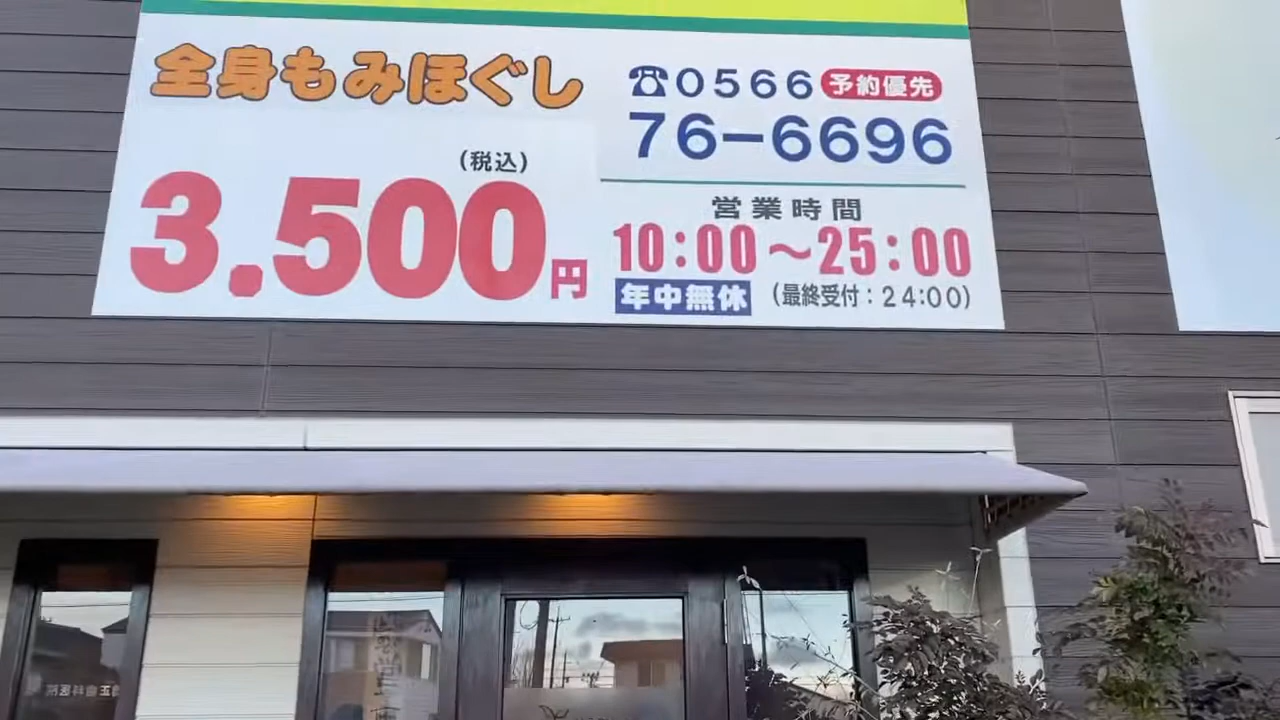 全身もみほぐし
(税込)
3.500円
☎0566 予約優先
76-6696
営業時間
10:00～25:00
年中無休 (最終受付:24:00)